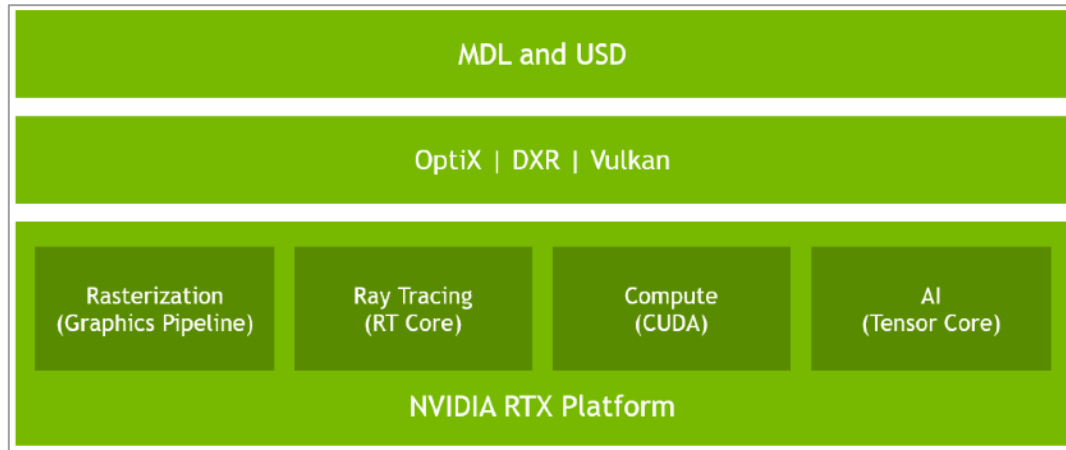 MDL and USD
OptiX | DXR | Vulkan
Rasterization
(Graphics Pipeline)
Ray Tracing
(RT Core)
Compute
(CUDA)
AI
(Tensor Core)
NVIDIA RTX Platform